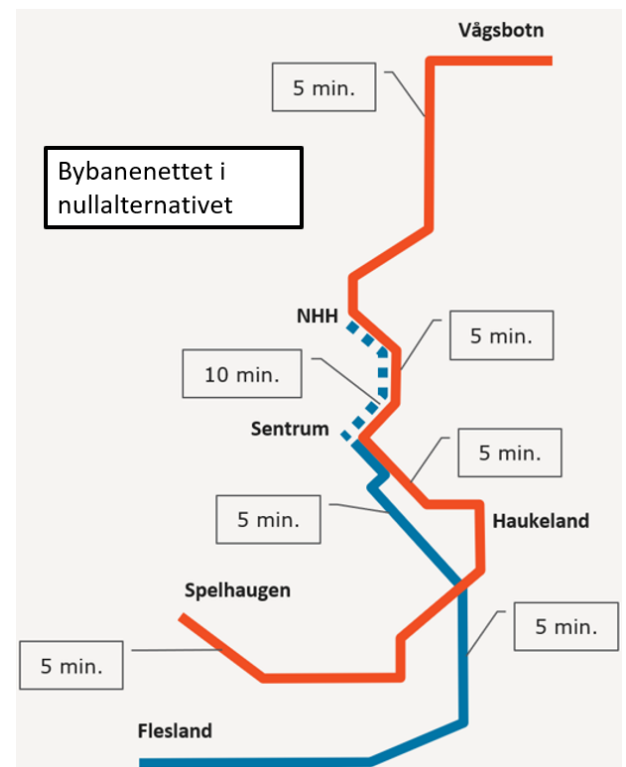 Vågsbotn
5 min.
Bybanenettet i
nullalternativet
NHH
5 min.
10 min.
Sentrum
5 min.
5 min.
Haukeland
Spelhaugen
5 min.
5 min.
Flesland